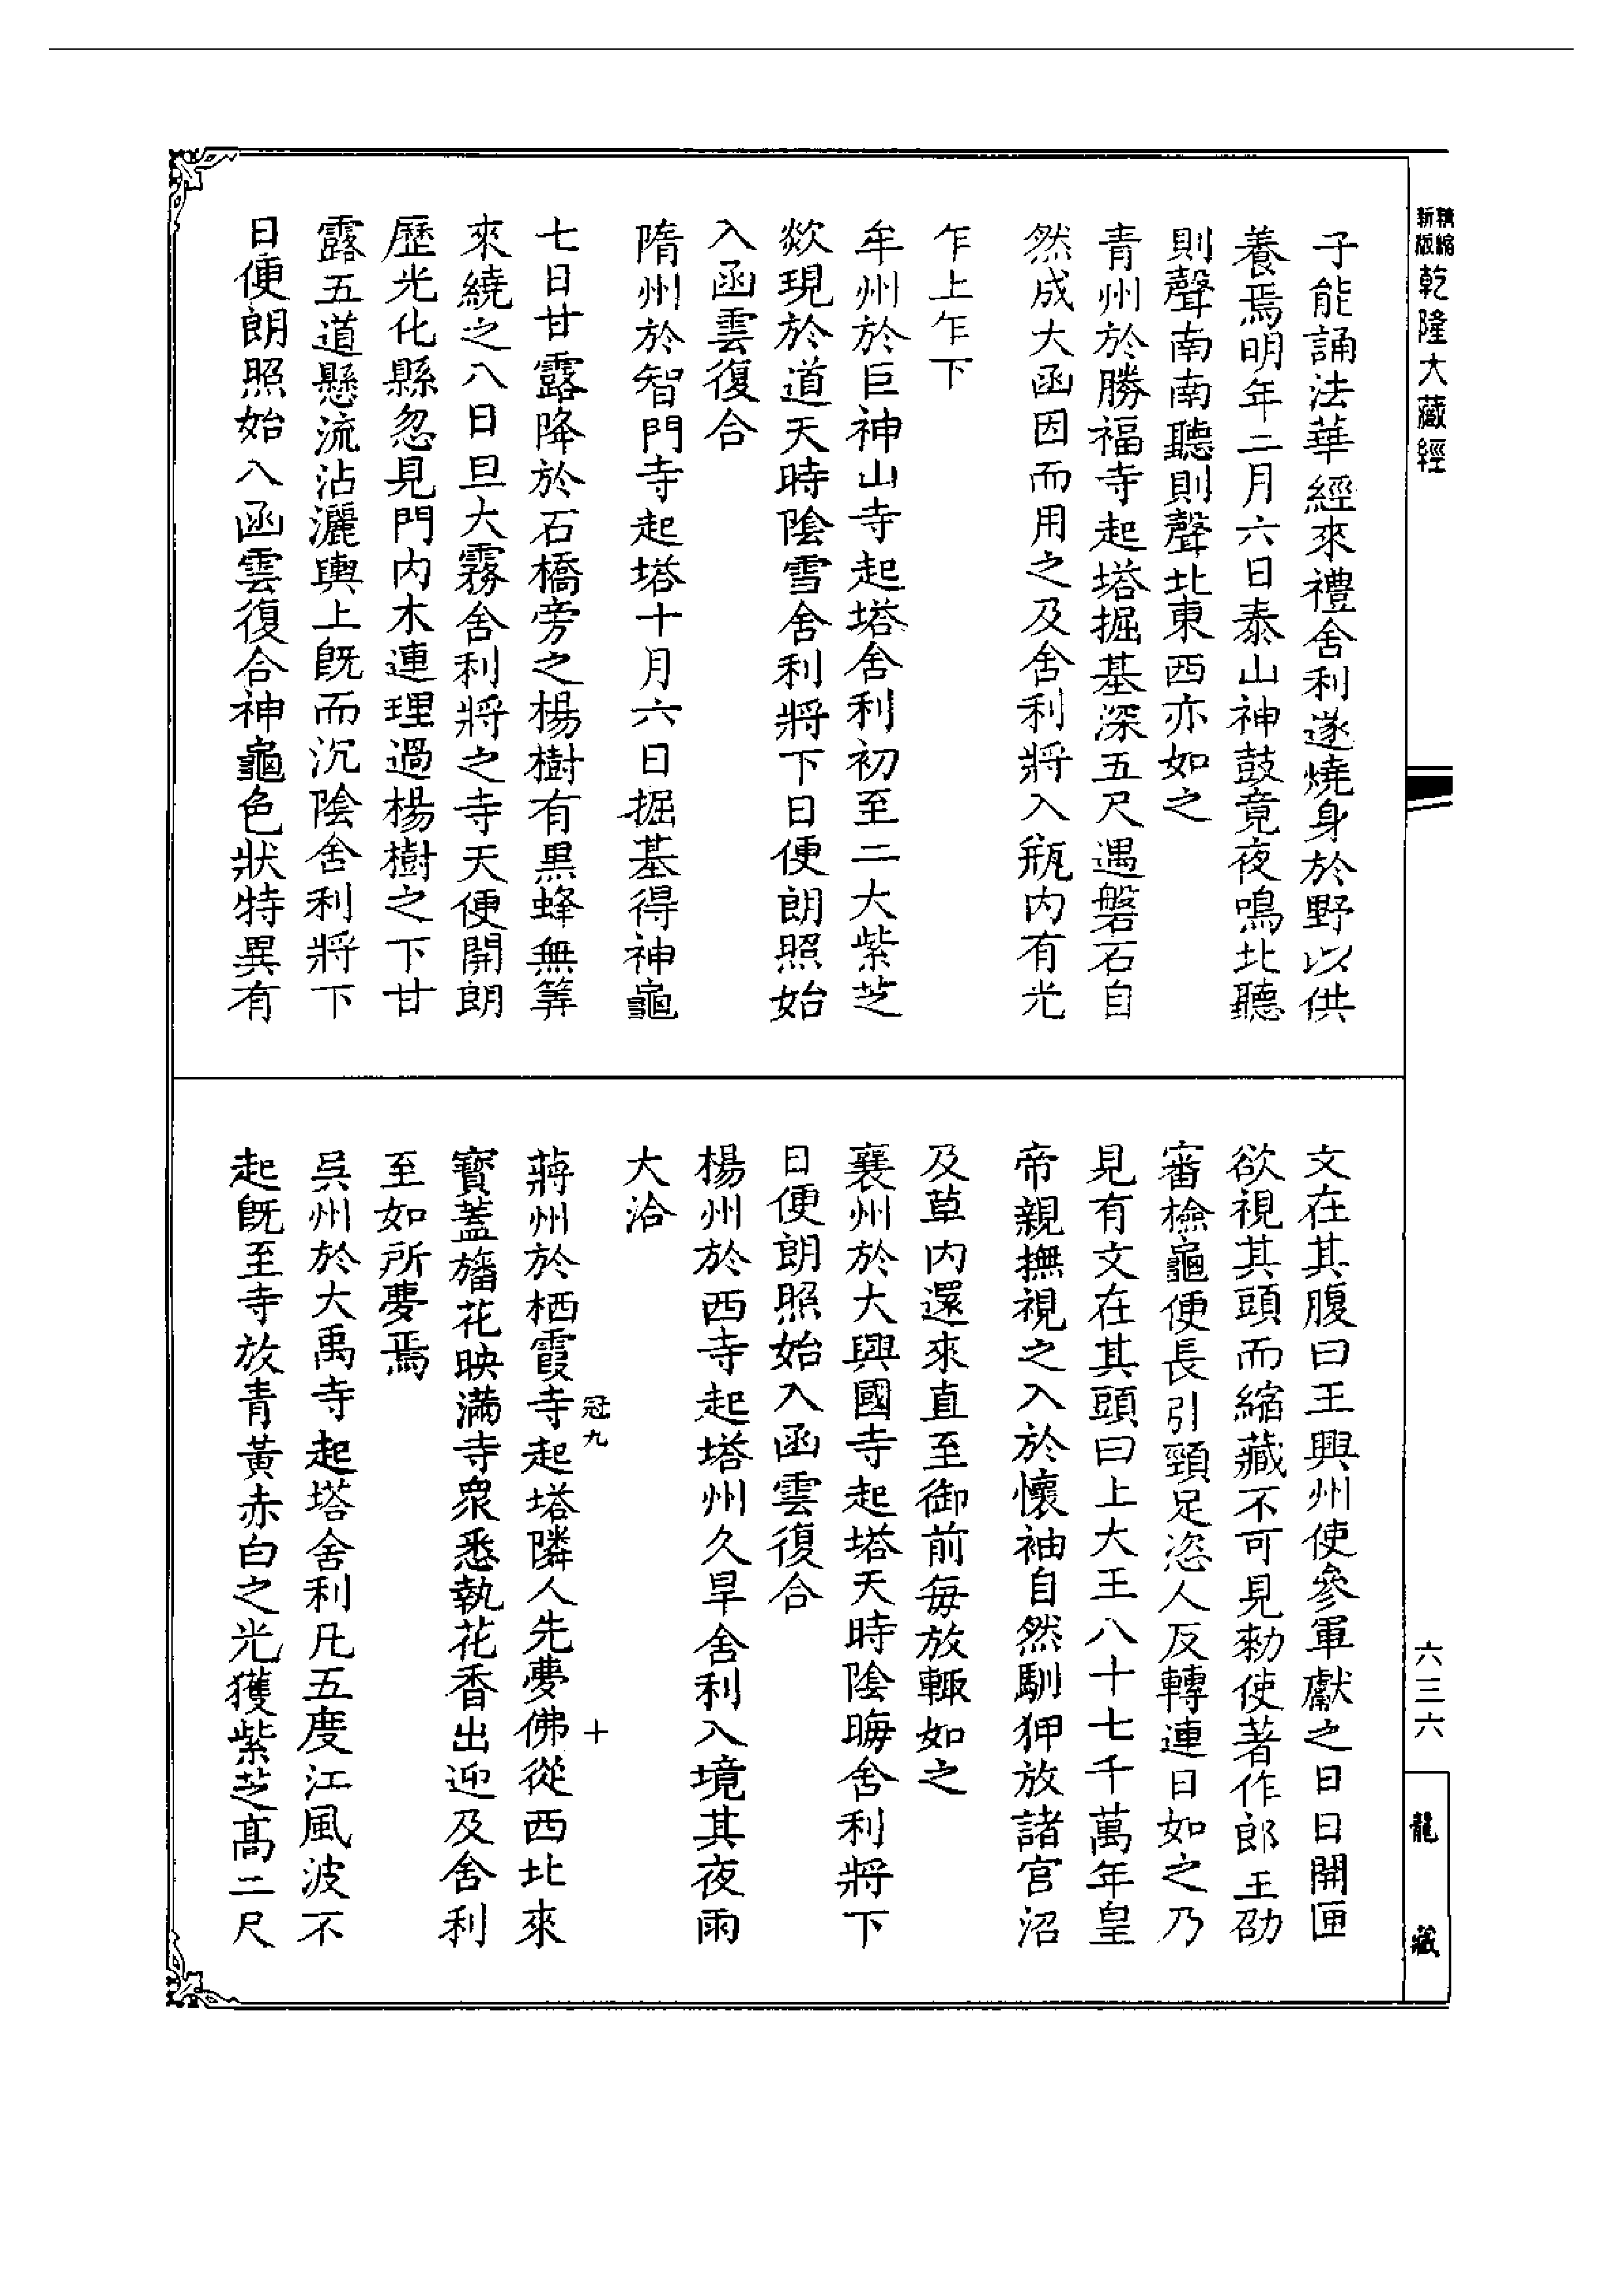 精縮
新版
乾隆大藏經
子能誦法華經來禮舍利遂燒身於野以供
養焉明年二月六日泰山神鼓竟夜鳴北聽
則聲南南聽則聲北東西亦如之
青州於勝福寺起塔掘基深五尺遇磐石自
然成大函因而用之及舍利將入瓶內有光
乍上乍下
牟州於巨神山寺起塔舍利初至二大紫芝
欻現於道天時陰雪舍利將下日便朗照始
入函雲復合
隋州於智門寺起塔十月六日掘基得神龜
七日甘露降於石橋旁之楊樹有黑蜂無筭
來繞之八日旦大霧舍利將之寺天便開朗
歷光化縣忽見門內木連理過楊樹之下甘
露五道懸流沾灑輿上既而沉陰舍利將下
日便朗照始入函雲復合神龜色狀特異有
文在其腹曰王興州使參軍獻之日日開匣
欲視其頭而縮藏不可見勑使著作郎王劭
審檢龜便長引頸足恣人反轉連日如之乃
見有文在其頭曰上大王八十七千萬年皇
帝親撫視之入於懷袖自然馴狎放諸宮沼
及草內還來直至御前每放輒如之
襄州於大興國寺起塔天時陰晦舍利將下
日便朗照始入函雲復合
楊州於西寺起塔州久旱舍利入境其夜雨
大洽
冠九
十
蔣州於栖霞寺起塔隣人先夢佛從西北來
寶蓋旛花映滿寺眾悉執花香出迎及舍利
至如所夢焉
吳州於大禹寺起塔舍利凡五度江風波不
起既至寺放青黃赤白之光獲紫芝高二尺
六三六
龍藏